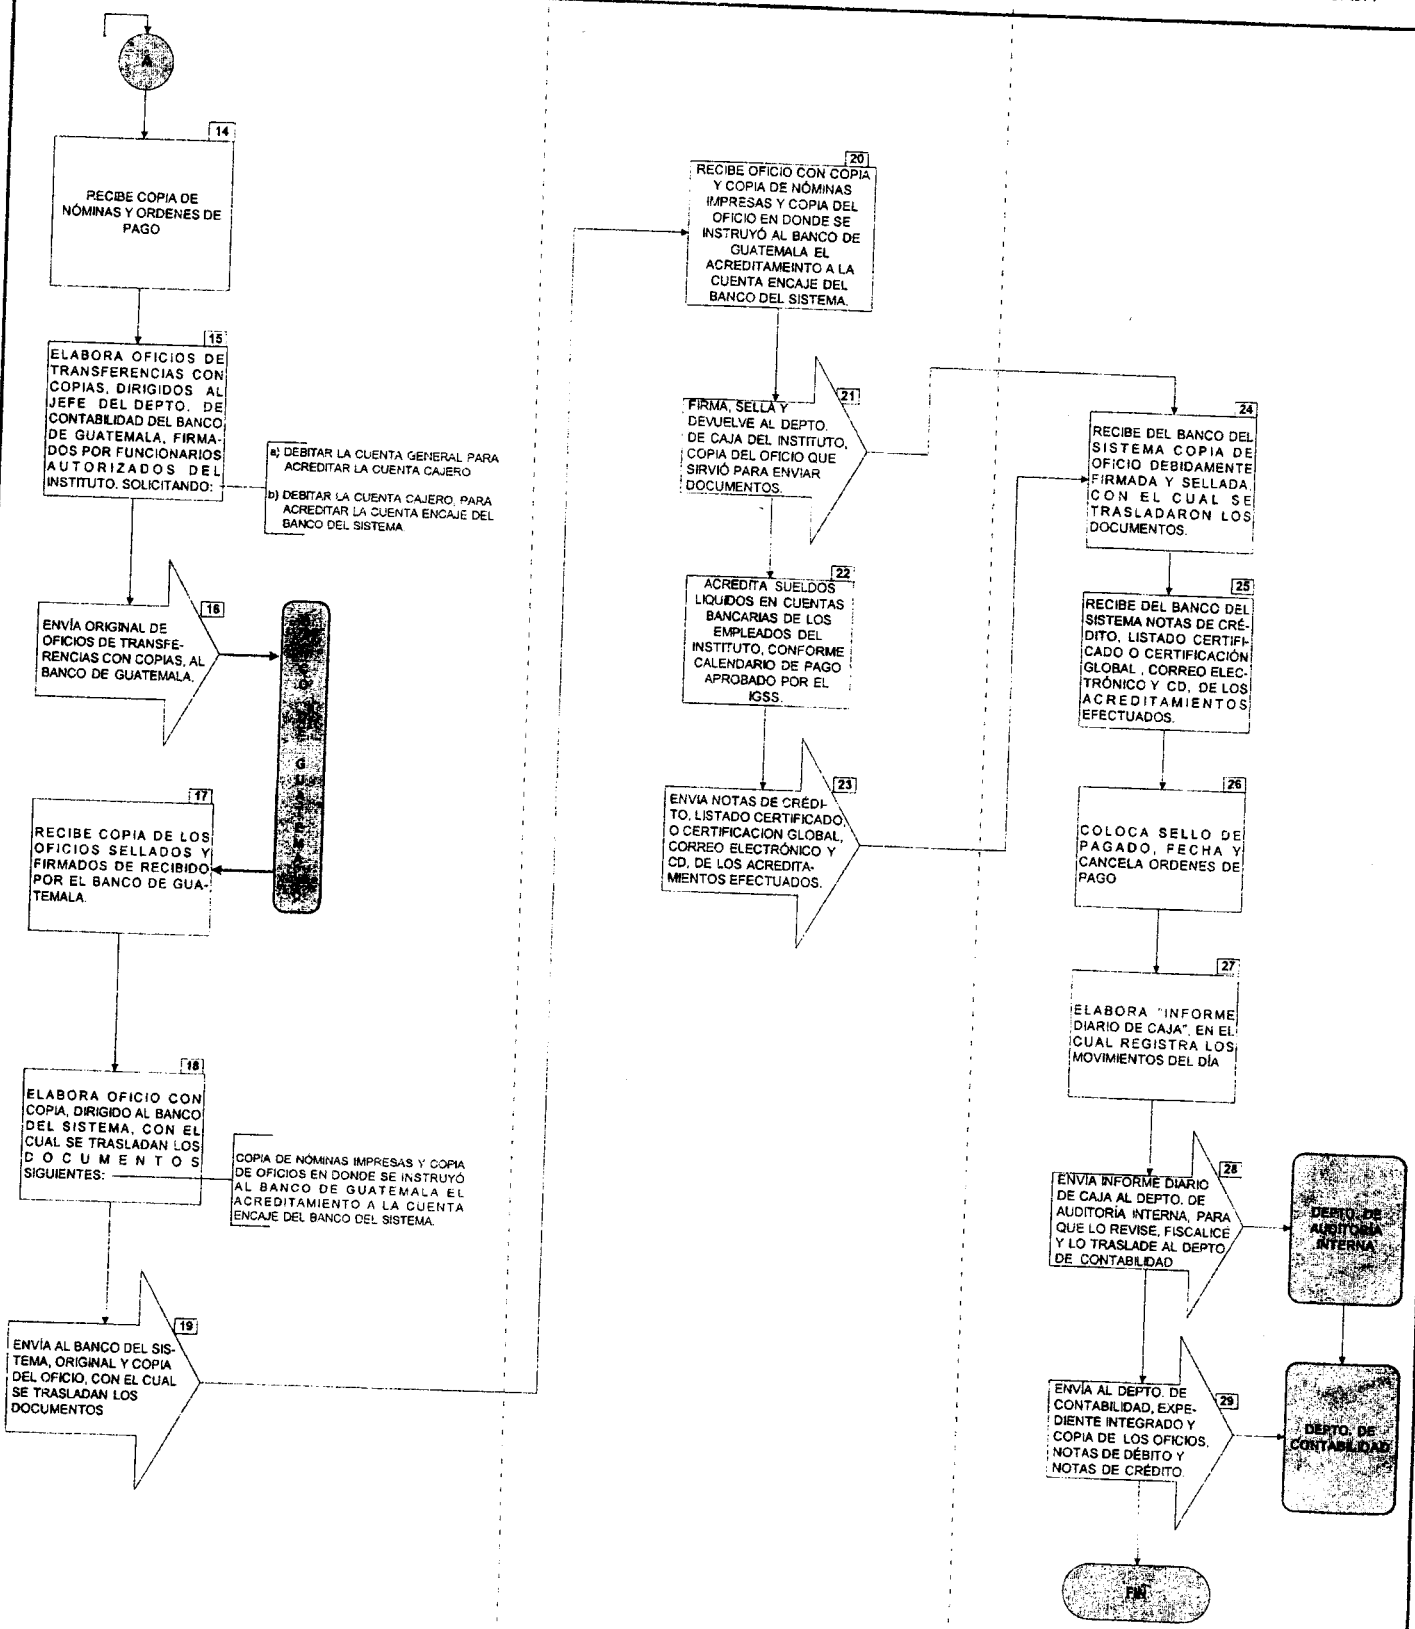 A
14
RECIBE COPIA DE
NÓMINAS Y ORDENES DE
PAGO
15
ELABORA OFICIOS DE
TRANSFERENCIAS CON
COPIAS, DIRIGIDOS AL
JEFE DEL DEPTO. DE
CONTABILIDAD DEL BANCO
DE GUATEMALA, FIRMA-
DOS POR FUNCIONARIOS
AUTORIZADOS DEL
INSTITUTO. SOLICITANDO:
a) DEBITAR LA CUENTA GENERAL PARA
ACREDITAR LA CUENTA CAJERO
b) DEBITAR LA CUENTA CAJERO, PARA
ACREDITAR LA CUENTA ENCAJE DEL
BANCO DEL SISTEMA
16
ENVÍA ORIGINAL DE
OFICIOS DE TRANSFE-
RENCIAS CON COPIAS, AL
BANCO DE GUATEMALA.
GUATEMALA
17
RECIBE COPIA DE LOS
OFICIOS SELLADOS Y
FIRMADOS DE RECIBIDO
POR EL BANCO DE GUA-
TEMALA.
18
ELABORA OFICIO CON
COPIA, DIRIGIDO AL BANCO
DEL SISTEMA, CON EL
CUAL SE TRASLADAN LOS
DOCUMENTOS
SIGUIENTES:
COPIA DE NÓMINAS IMPRESAS Y COPIA
DE OFICIOS EN DONDE SE INSTRUYÓ
AL BANCO DE GUATEMALA EL
ACREDITAMIENTO A LA CUENTA
ENCAJE DEL BANCO DEL SISTEMA.
19
ENVÍA AL BANCO DEL SIS-
TEMA, ORIGINAL Y COPIA
DEL OFICIO, CON EL CUAL
SE TRASLADAN LOS
DOCUMENTOS
20
RECIBE OFICIO CON COPIA
Y COPIA DE NÓMINAS
IMPRESAS Y COPIA DEL
OFICIO EN DONDE SE
INSTRUYÓ AL BANCO DE
GUATEMALA EL
ACREDITAMEINTO A LA
CUENTA ENCAJE DEL
BANCO DEL SISTEMA.
21
FIRMA, SELLA Y
DEVUELVE AL DEPTO.
DE CAJA DEL INSTITUTO,
COPIA DEL OFICIO QUE
SIRVIÓ PARA ENVIAR
DOCUMENTOS.
22
ACREDITA SUELDOS
LIQUIDOS EN CUENTAS
BANCARIAS DE LOS
EMPLEADOS DEL
INSTITUTO, CONFORME
CALENDARIO DE PAGO
APROBADO POR EL
IGSS.
23
ENVIA NOTAS DE CRÉDI-
TO, LISTADO CERTIFICADO,
O CERTIFICACION GLOBAL,
CORREO ELECTRÓNICO Y
CD, DE LOS ACREDITA-
MIENTOS EFECTUADOS.
24
RECIBE DEL BANCO DEL
SISTEMA COPIA DE
OFICIO DEBIDAMENTE
FIRMADA Y SELLADA,
CON EL CUAL SE
TRASLADARON LOS
DOCUMENTOS.
25
RECIBE DEL BANCO DEL
SISTEMA NOTAS DE CRÉ-
DITO, LISTADO CERTIFI-
CADO O CERTIFICACIÓN
GLOBAL , CORREO ELEC-
TRÓNICO Y CD, DE LOS
ACREDITAMIENTOS
EFECTUADOS.
26
COLOCA SELLO DE
PAGADO, FECHA Y
CANCELA ORDENES DE
PAGO
27
ELABORA "INFORME
DIARIO DE CAJA", EN EL
CUAL REGISTRA LOS
MOVIMIENTOS DEL DÍA
28
ENVÍA INFORME DIARIO
DE CAJA AL DEPTO. DE
AUDITORÍA INTERNA, PARA
QUE LO REVISE, FISCALICE
Y LO TRASLADE AL DEPTO
DE CONTABILIDAD
DEPTO. DE
AUDITORÍA
INTERNA
29
ENVÍA AL DEPTO. DE
CONTABILIDAD, EXPE-
DIENTE INTEGRADO Y
COPIA DE LOS OFICIOS,
NOTAS DE DÉBITO Y
NOTAS DE CRÉDITO.
DEPTO. DE
CONTABILIDAD
FIN